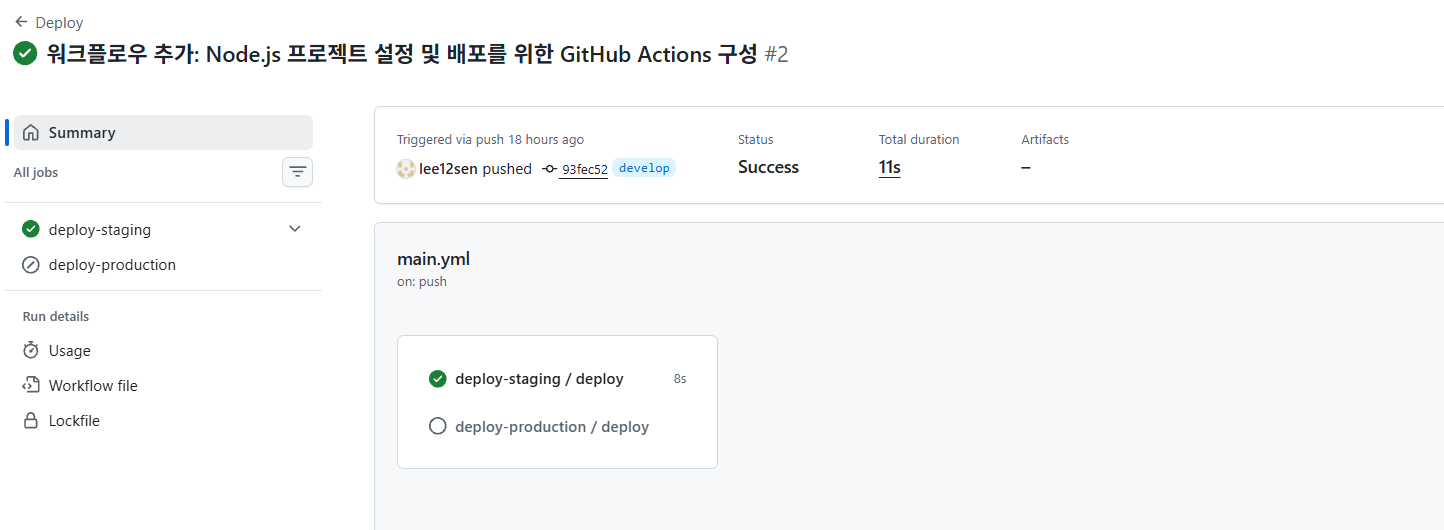 Deploy
워크플로우 추가: Node.js 프로젝트 설정 및 배포를 위한 GitHub Actions 구성 #2
Summary
All jobs
deploy-staging
deploy-production
Run details
Usage
Workflow file
Lockfile
Triggered via push 18 hours ago
lee12sen pushed 93fec52 develop
Status
Success
Total duration
11s
Artifacts
–
main.yml
on: push
deploy-staging / deploy 8s
deploy-production / deploy